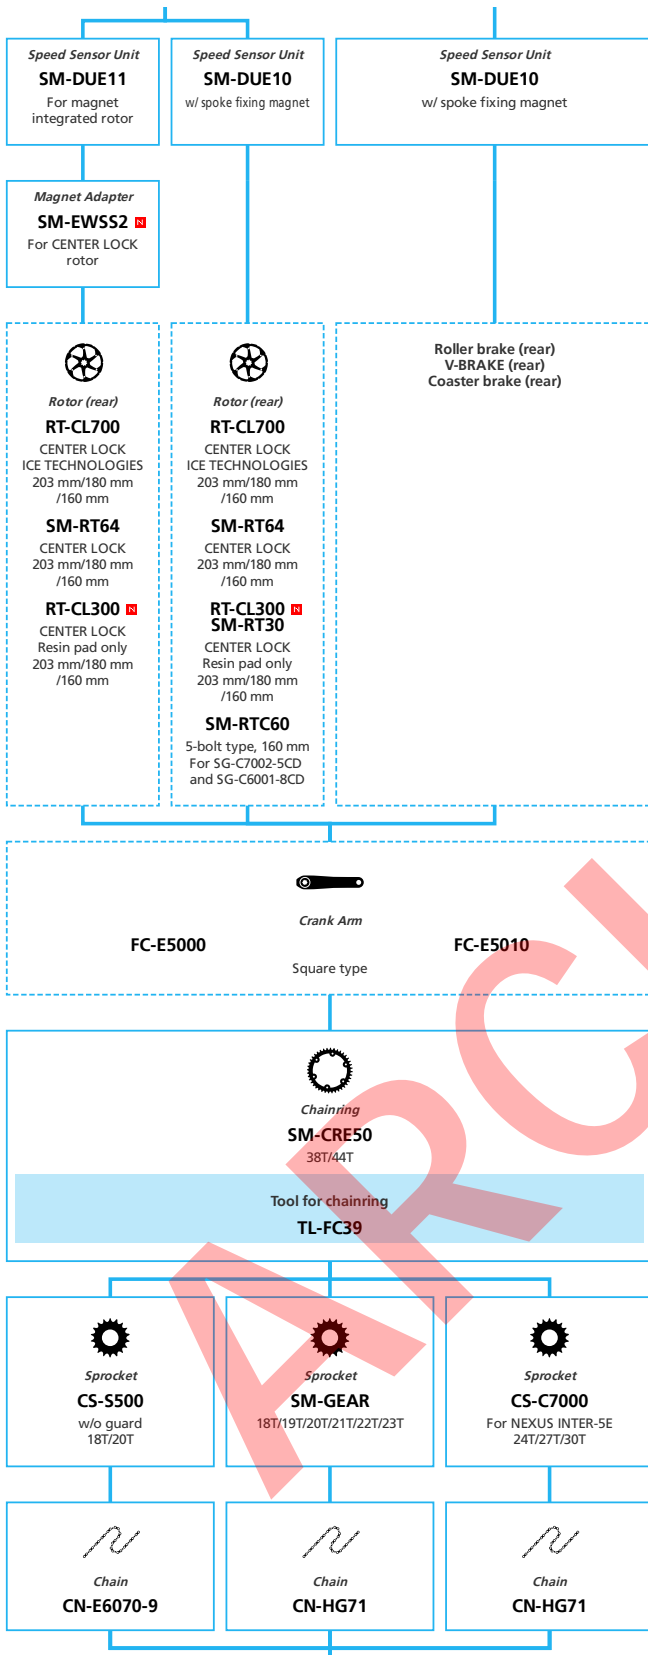 Speed Sensor Unit
SM-DUE11
For magnet
integrated rotor
Speed Sensor Unit
SM-DUE10
w/ spoke fixing magnet
Speed Sensor Unit
SM-DUE10
w/ spoke fixing magnet
Magnet Adapter
SM-EWSS2 N
For CENTER LOCK
rotor
Rotor (rear)
RT-CL700
CENTER LOCK
ICE TECHNOLOGIES
203 mm/180 mm
/160 mm
SM-RT64
CENTER LOCK
203 mm/180 mm
/160 mm
RT-CL300 N
CENTER LOCK
Resin pad only
203 mm/180 mm
/160 mm
Rotor (rear)
RT-CL700
CENTER LOCK
ICE TECHNOLOGIES
203 mm/180 mm
/160 mm
SM-RT64
CENTER LOCK
203 mm/180 mm
/160 mm
RT-CL300 N
SM-RT30
CENTER LOCK
Resin pad only
203 mm/180 mm
/160 mm
SM-RTC60
5-bolt type, 160 mm
For SG-C7002-5CD
and SG-C6001-8CD
Roller brake (rear)
V-BRAKE (rear)
Coaster brake (rear)
Crank Arm
FC-E5000
FC-E5010
Square type
Chainring
SM-CRE50
38T/44T
Tool for chainring
TL-FC39
Sprocket
CS-S500
w/o guard
18T/20T
Sprocket
SM-GEAR
18T/19T/20T/21T/22T/23T
Sprocket
CS-C7000
For NEXUS INTER-5E
24T/27T/30T
Chain
CN-E6070-9
Chain
CN-HG71
Chain
CN-HG71